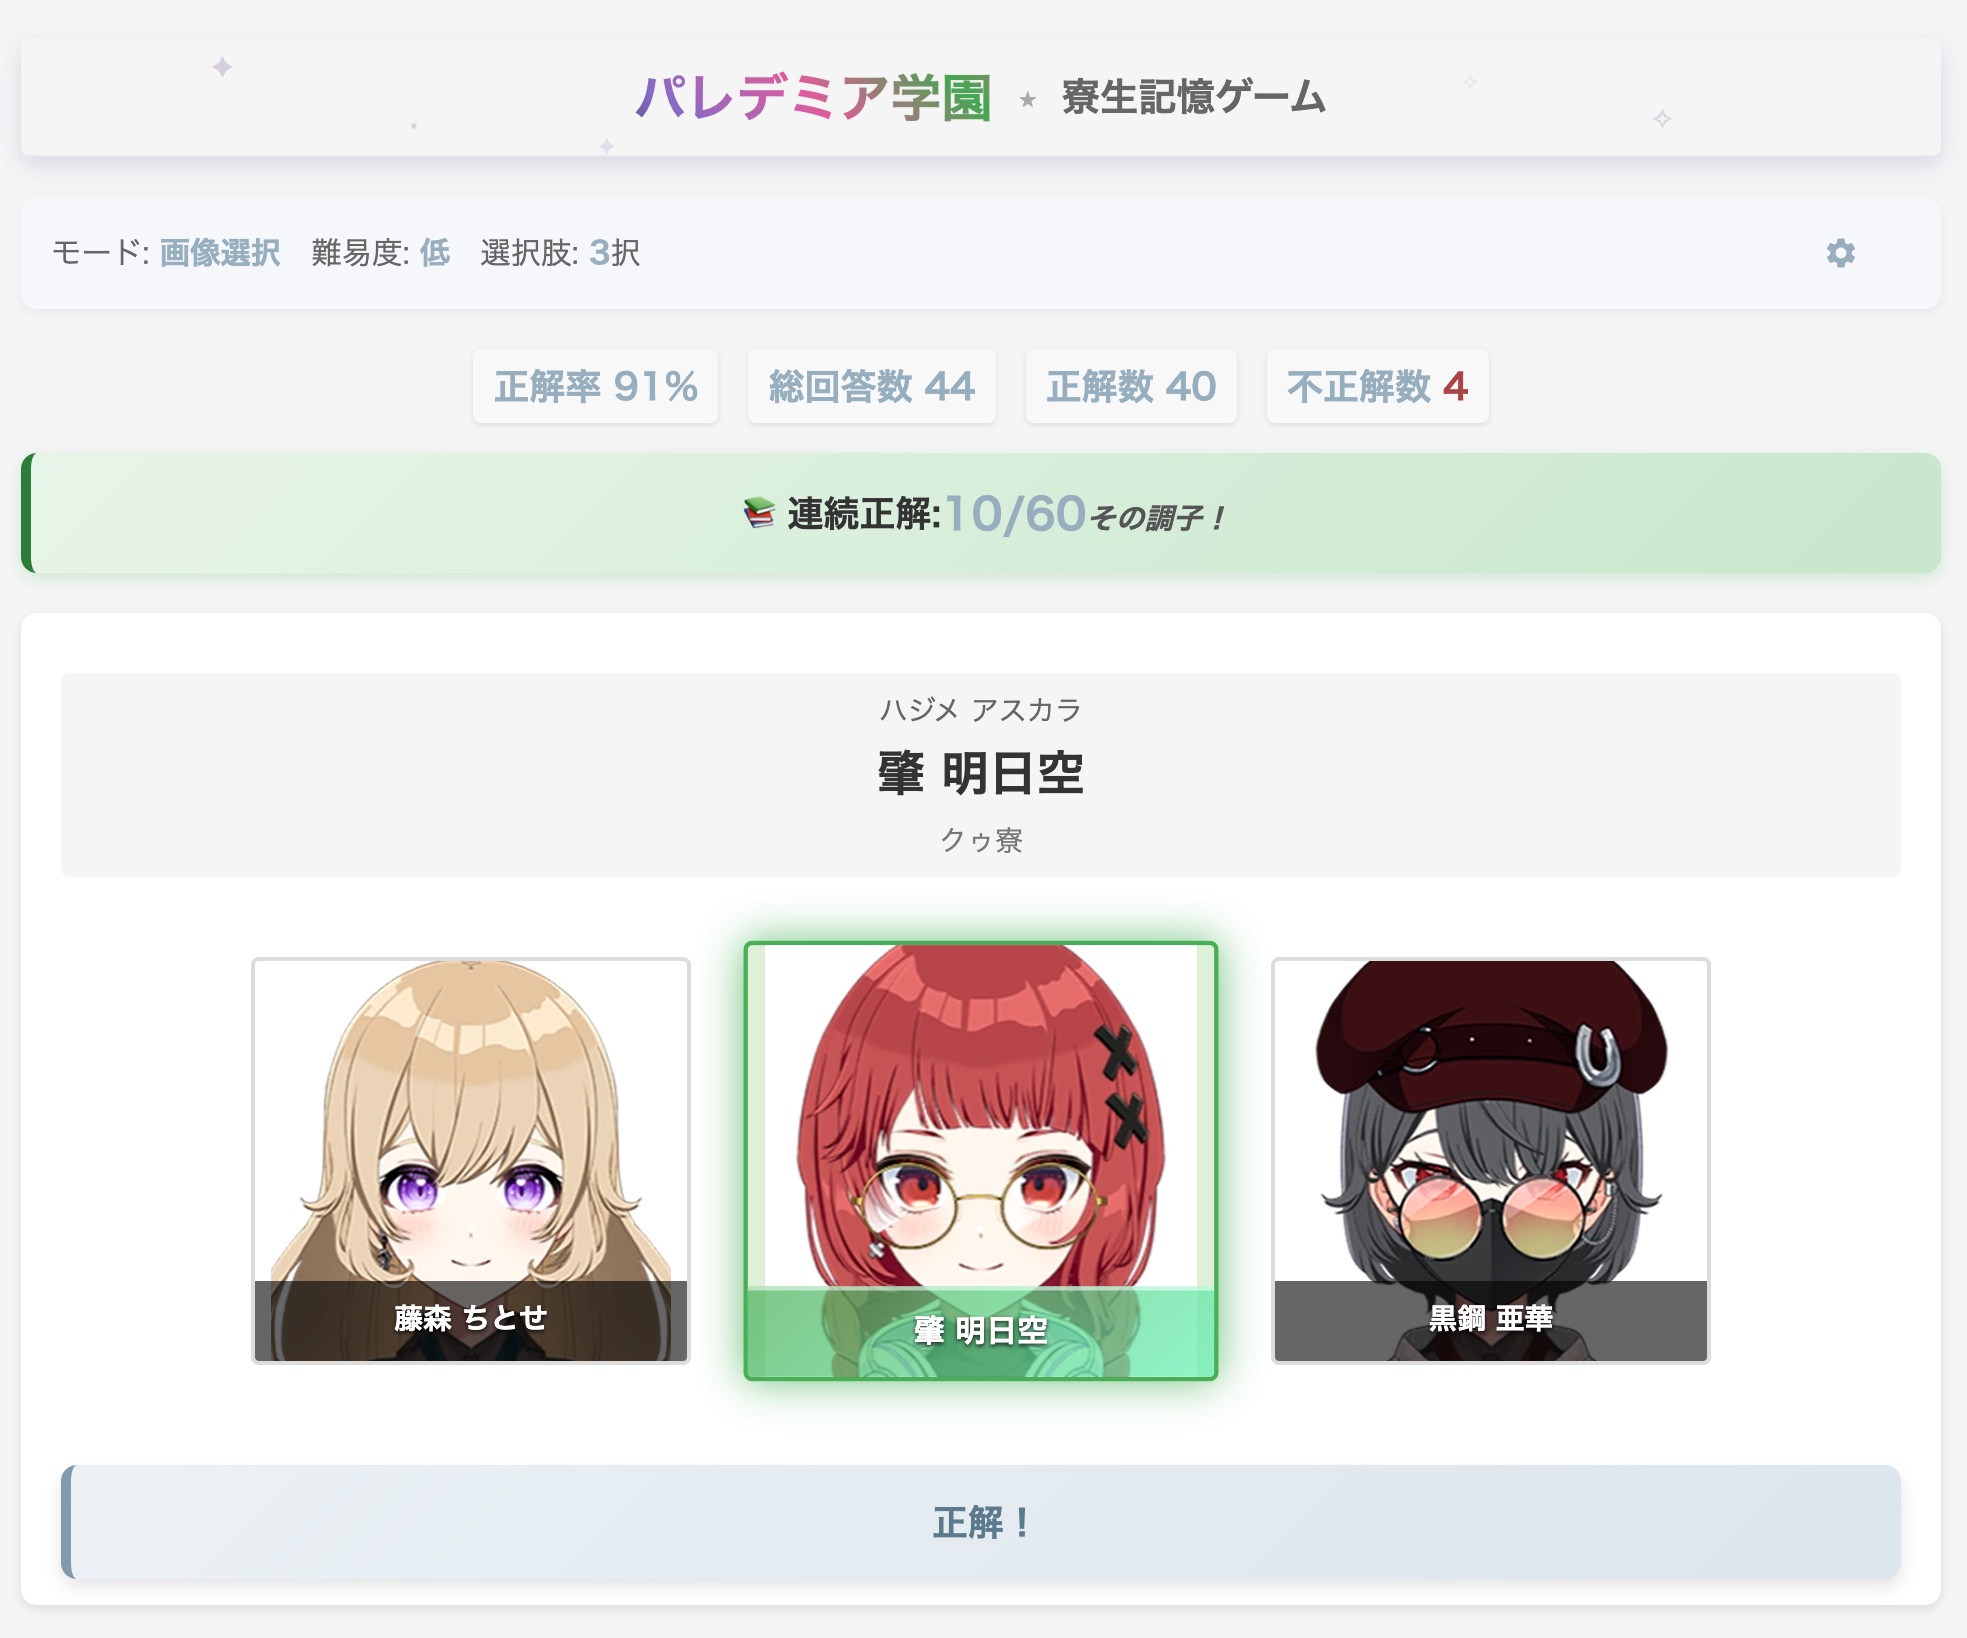 パレデミア学園 ★ 寮生記憶ゲーム
モード: 画像選択 難易度: 低 選択肢: 3択
正解率 91% 総回答数 44 正解数 40 不正解数 4
📚 連続正解:10/60その調子！
ハジメ アスカラ
肇 明日空
クゥ寮
藤森 ちとせ
肇 明日空
黒鋼 亜華
正解！